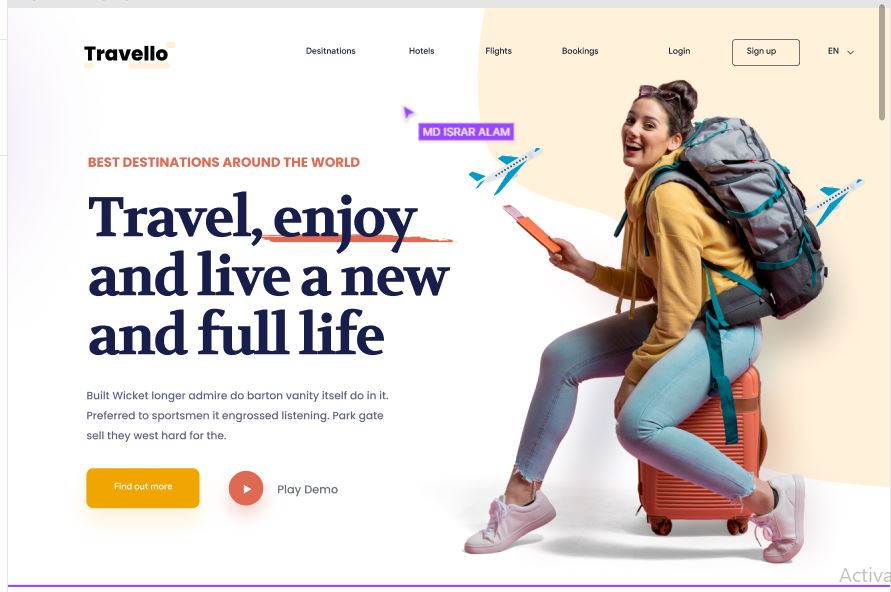 Travello
Desitnations
Hotels
Flights
Bookings
Login
Sign up
EN
MD ISRAR ALAM
BEST DESTINATIONS AROUND THE WORLD
Travel, enjoy
and live a new
and full life
Built Wicket longer admire do barton vanity itself do in it.
Preferred to sportsmen it engrossed listening. Park gate
sell they west hard for the.
Find out more
Play Demo
Activa